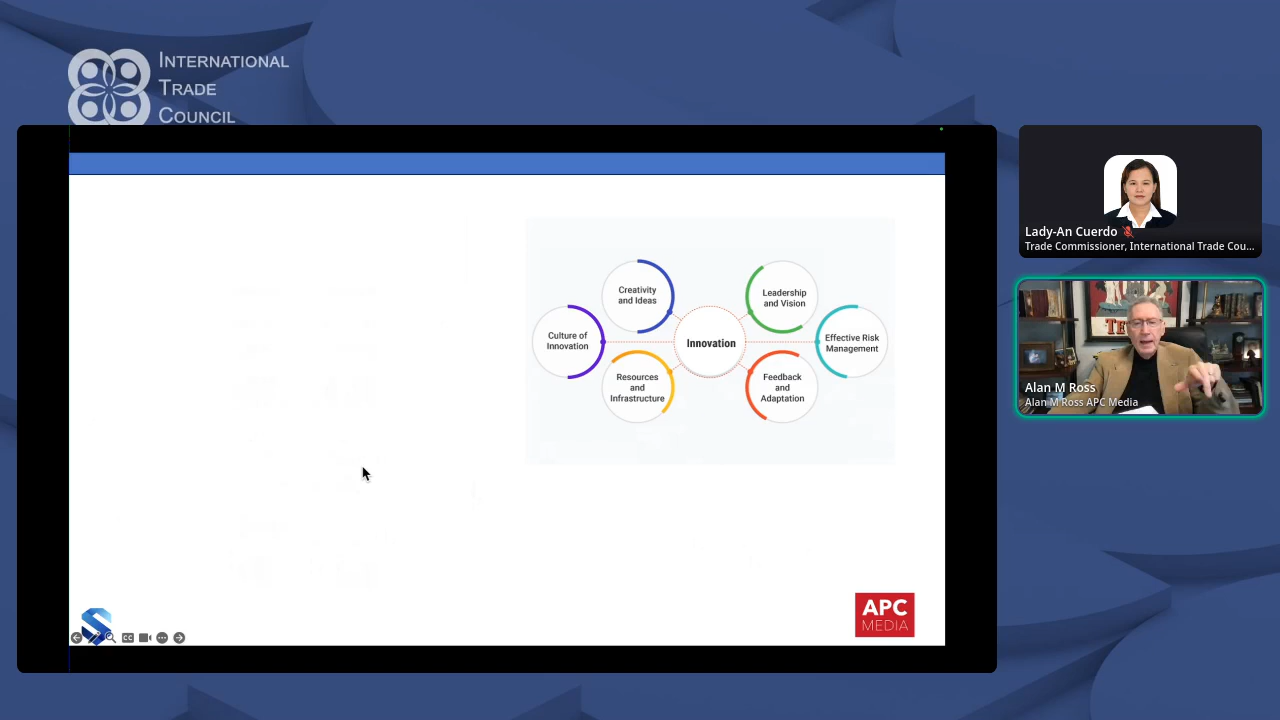 INTERNATIONAL
TRADE
COUNCIL
Creativity
and Ideas
Leadership
and Vision
Culture of
Innovation
Innovation
Effective Risk
Management
Resources
and
Infrastructure
Feedback
and
Adaptation
APC
MEDIA
CC
Lady-An Cuerdo
Trade Commissioner, International Trade Cou...
Alan M Ross
Alan M Ross APC Media